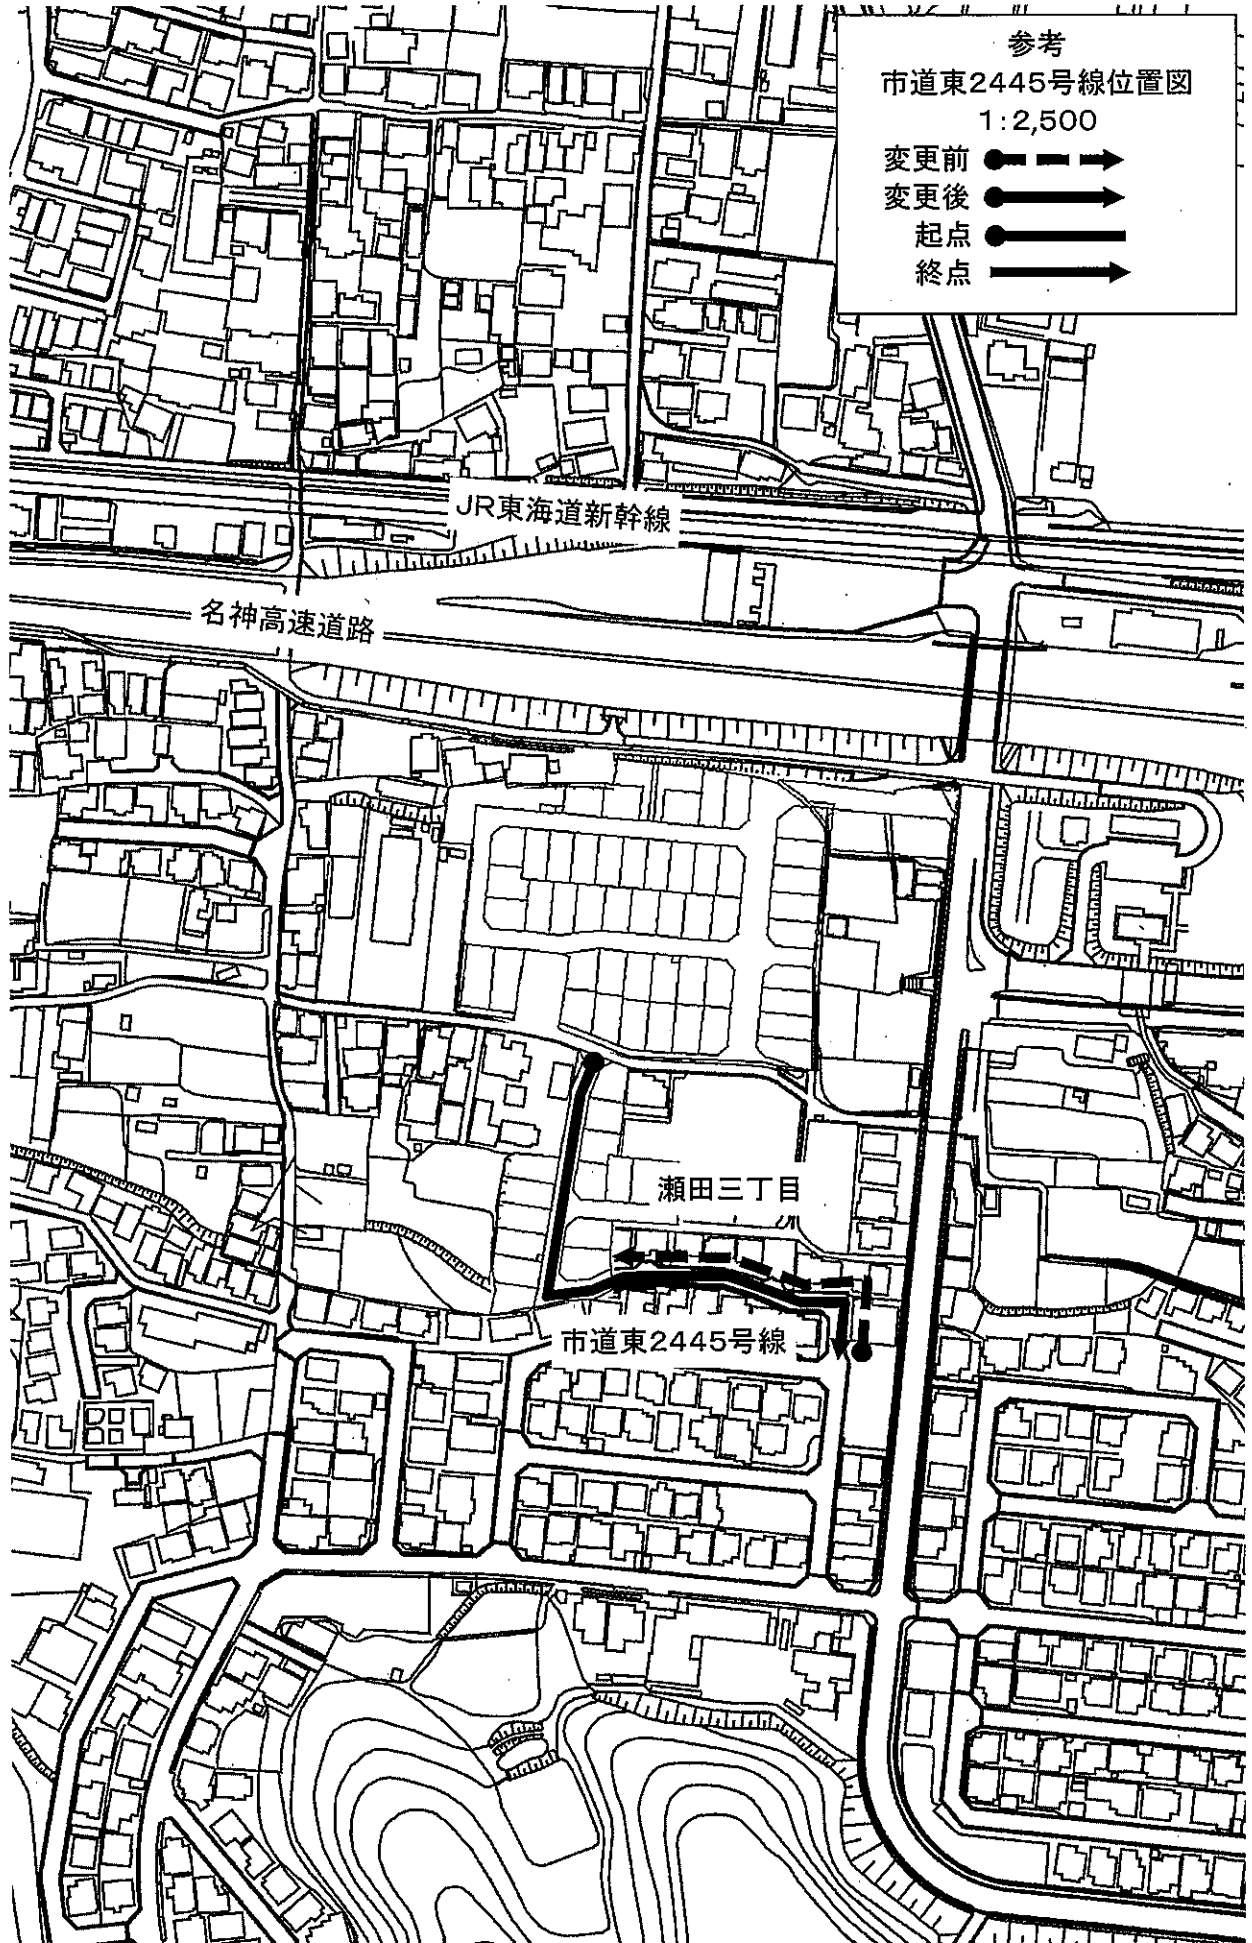 参考
市道東2445号線位置図
1:2,500
変更前
変更後
起点
終点
JR東海道新幹線
名神高速道路
瀬田三丁目
市道東2445号線